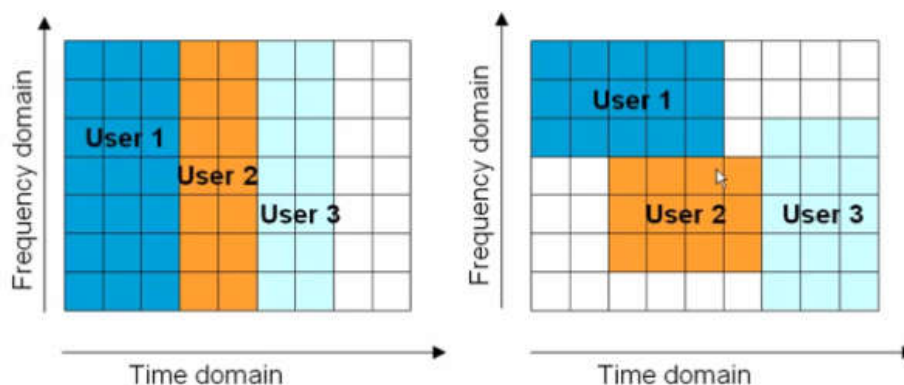 Frequency domain
User 1
User 2
User 3
Time domain
Frequency domain
User 1
User 2
User 3
Time domain